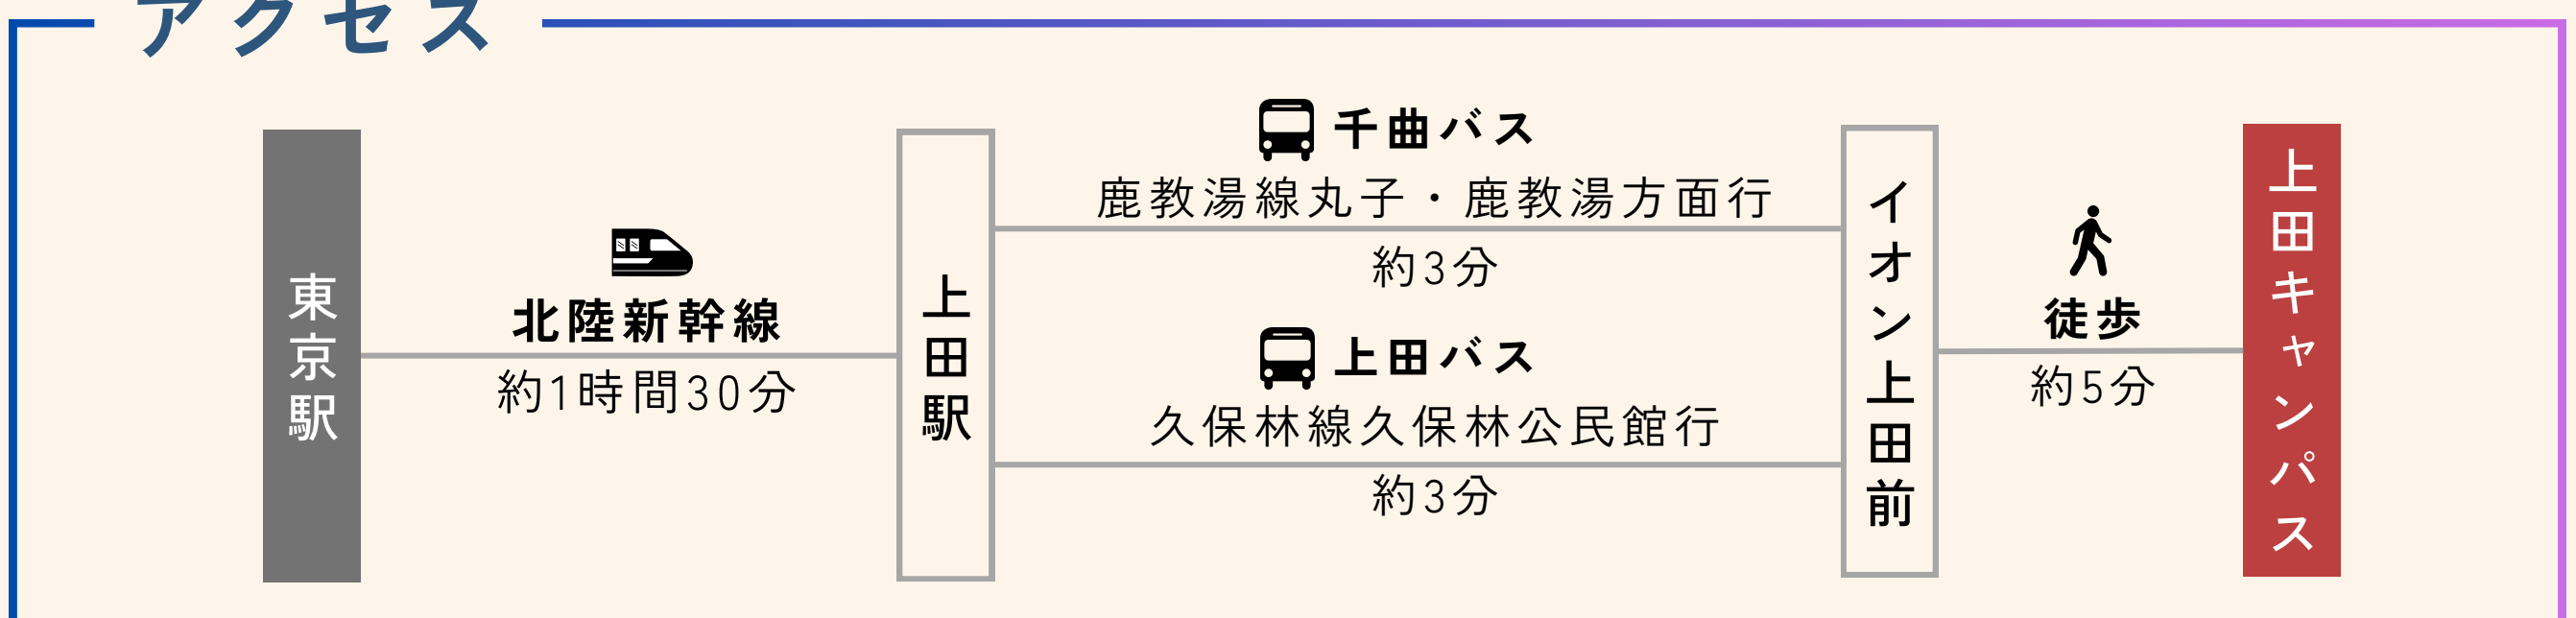 アクセス
東京駅
北陸新幹線
約1時間30分
上田駅
千曲バス
鹿教湯線丸子・鹿教湯方面行
約3分
上田バス
久保林線久保林公民館行
約3分
イオン上田前
徒歩
約5分
上田キャンパス